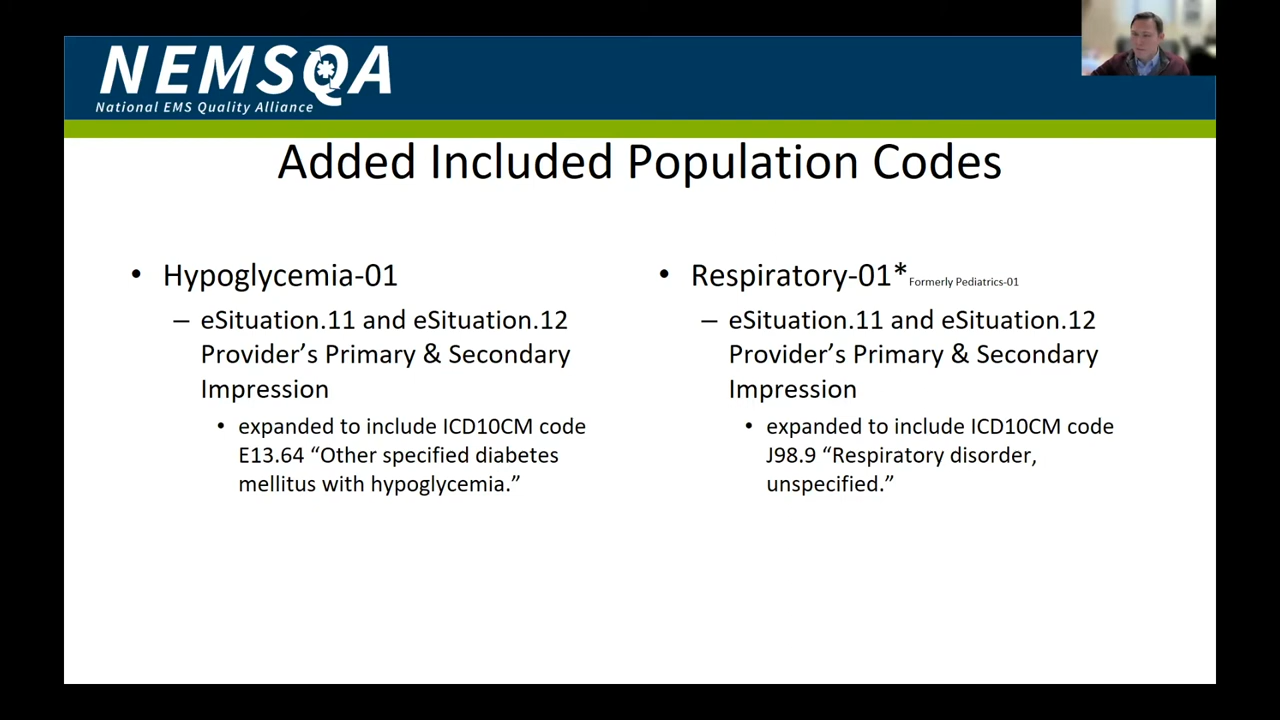 NEMSQA
National EMS Quality Alliance
Added Included Population Codes
• Hypoglycemia-01
– eSituation.11 and eSituation.12
Provider’s Primary & Secondary
Impression
• expanded to include ICD10CM code
E13.64 “Other specified diabetes
mellitus with hypoglycemia.”
• Respiratory-01* Formerly Pediatrics-01
– eSituation.11 and eSituation.12
Provider’s Primary & Secondary
Impression
• expanded to include ICD10CM code
J98.9 “Respiratory disorder,
unspecified.”